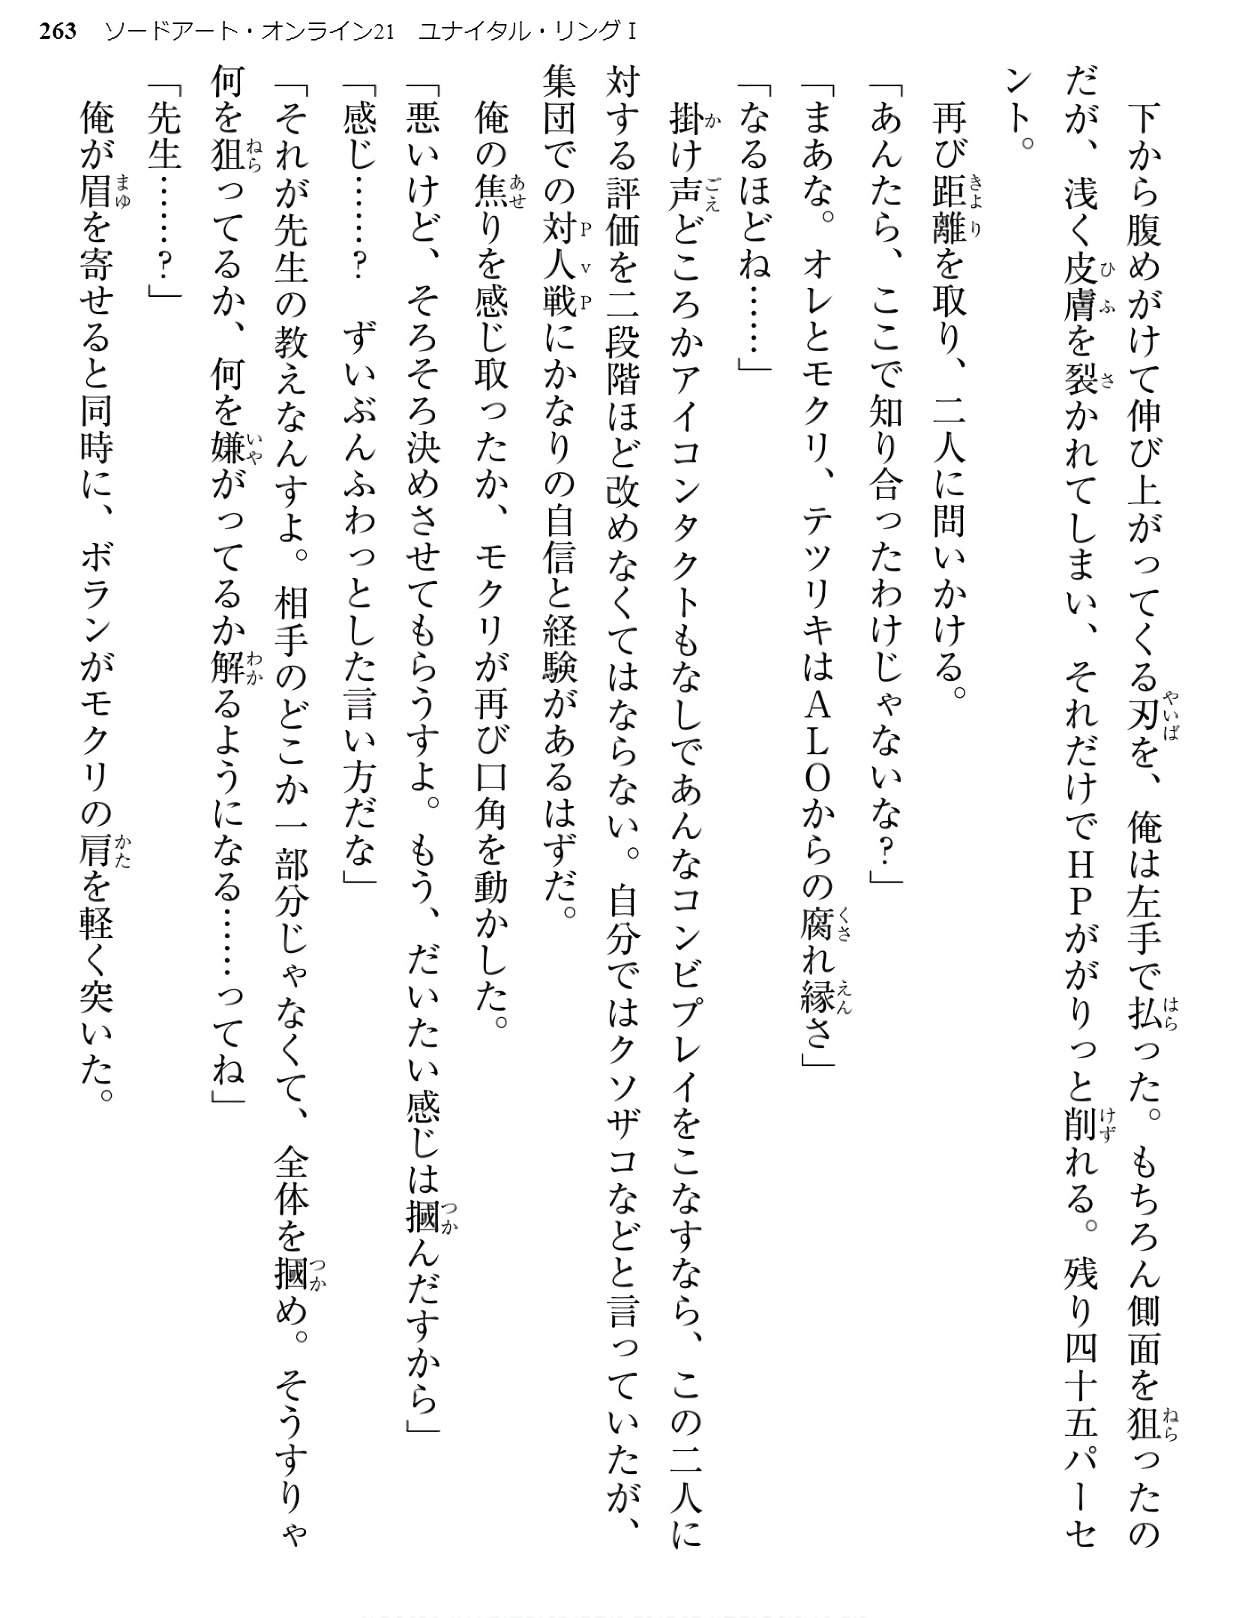 263　ソードアート・オンライン21　ユナイタル・リングⅠ
　下から腹めがけて伸び上がってくる刃を、俺は左手で払った。もちろん側面を狙ったの
だが、浅く皮膚を裂かれてしまい、それだけでＨＰががりっと削れる。残り四十五パーセ
ント。
　再び距離を取り、二人に問いかける。
「あんたら、ここで知り合ったわけじゃないな？」
「まあな。オレとモクリ、テツリキはＡＬＯからの腐れ縁さ」
「なるほどね……」
　掛け声どころかアイコンタクトもなしであんなコンビプレイをこなすなら、この二人に
対する評価を二段階ほど改めなくてはならない。自分ではクソザコなどと言っていたが、
集団での対人戦にかなりの自信と経験があるはずだ。
　俺の焦りを感じ取ったか、モクリが再び口角を動かした。
「悪いけど、そろそろ決めさせてもらうすよ。もう、だいたい感じは摑んだすから」
「感じ……？　ずいぶんふわっとした言い方だな」
「それが先生の教えなんすよ。相手のどこか一部分じゃなくて、全体を摑め。そうすりゃ
何を狙ってるか、何を嫌がってるか解るようになる……ってね」
「先生……？」
　俺が眉を寄せると同時に、ボランがモクリの肩を軽く突いた。